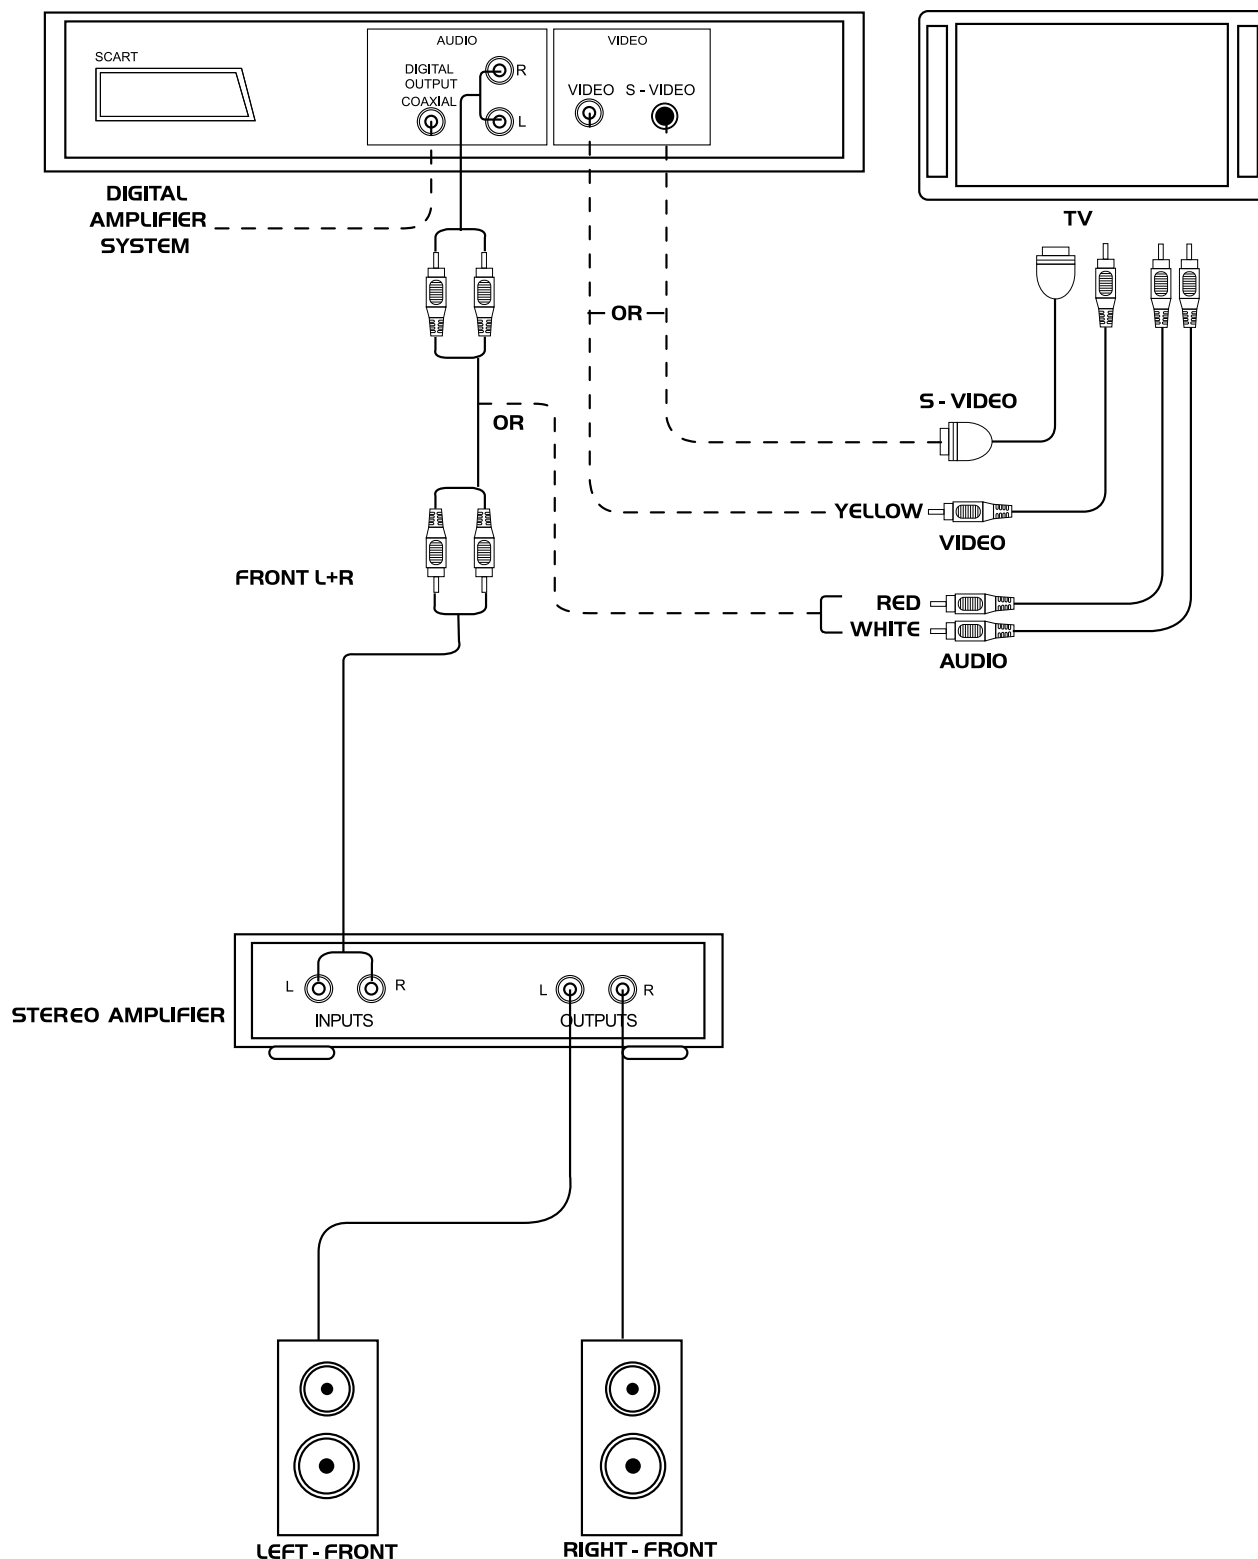 SCART
AUDIO
DIGITAL
OUTPUT
COAXIAL
R
L
VIDEO
VIDEO
S - VIDEO
DIGITAL
AMPLIFIER
SYSTEM
TV
OR
OR
S - VIDEO
YELLOW
VIDEO
FRONT L+R
RED
WHITE
AUDIO
STEREO AMPLIFIER
L
R
INPUTS
L
R
OUTPUTS
LEFT - FRONT
RIGHT - FRONT